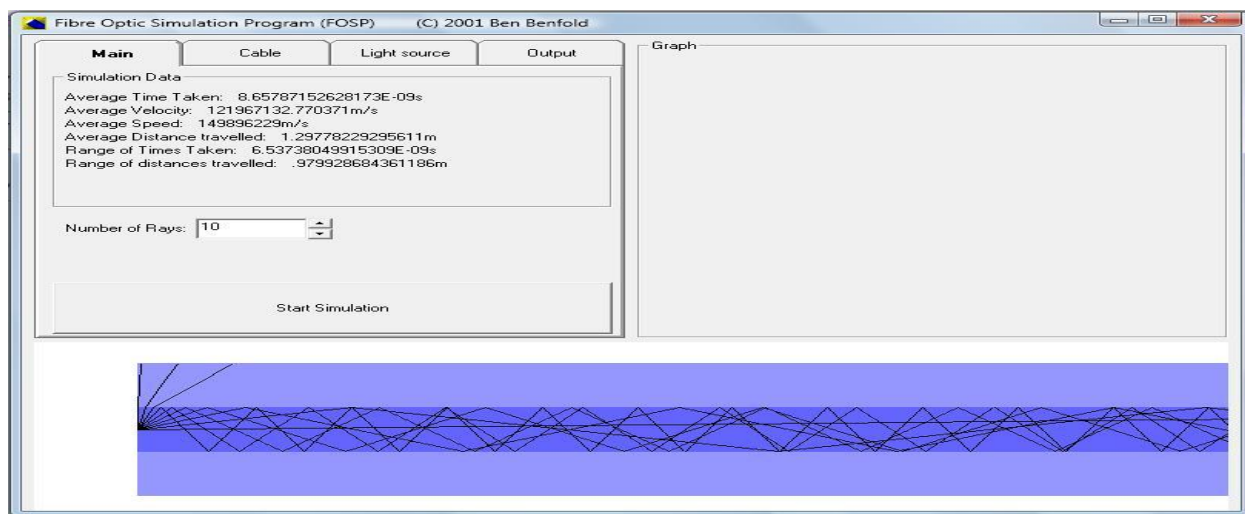 Fibre Optic Simulation Program (FOSP) (C) 2001 Ben Benfold
Main Cable Light source Output
Simulation Data
Average Time Taken: 8.65787152628173E-09s
Average Velocity: 121967132.770371m/s
Average Speed: 149896229m/s
Average Distance travelled: 1.29778229295611m
Range of Times Taken: 6.53738049915309E-09s
Range of distances travelled: .979928684361186m
Number of Rays: 10
Start Simulation
Graph